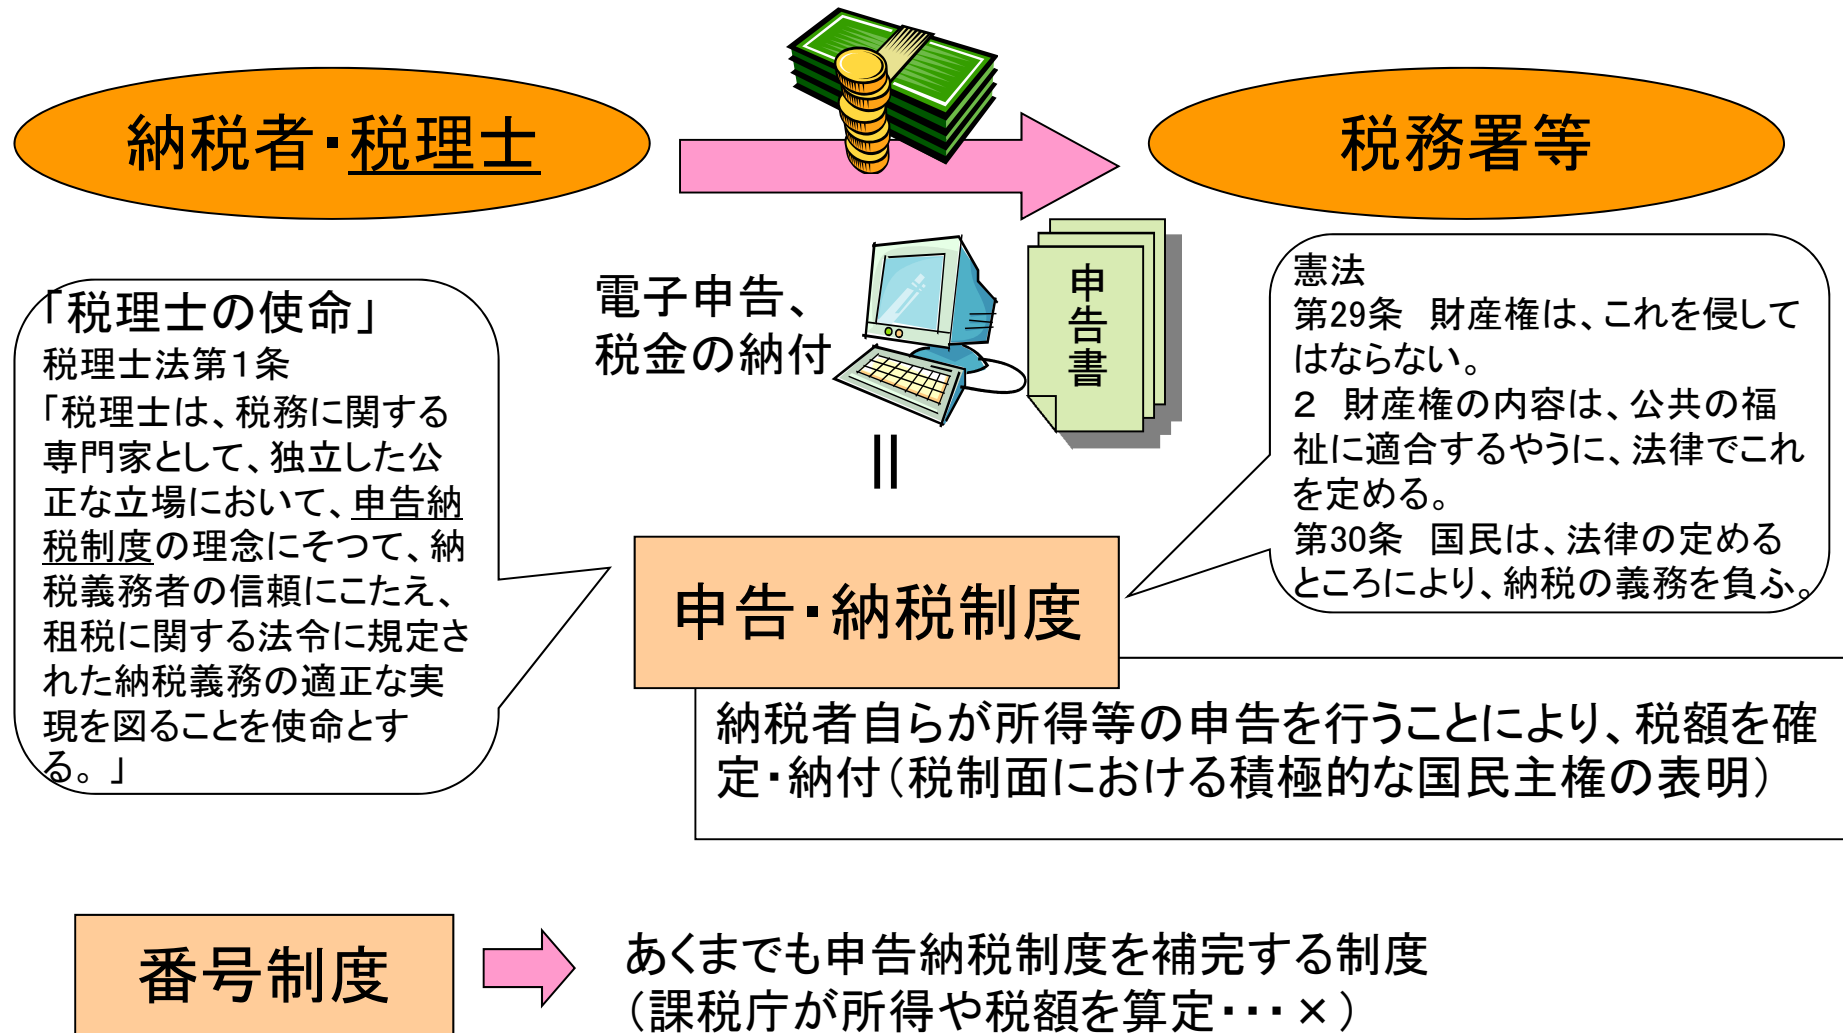 納税者・税理士
税務署等
電子申告、
税金の納付
申告書
「税理士の使命」
税理士法第1条
「税理士は、税務に関する
専門家として、独立した公
正な立場において、申告納
税制度の理念にそつて、納
税義務者の信頼にこたえ、
租税に関する法令に規定さ
れた納税義務の適正な実
現を図ることを使命とす
る。」
憲法
第29条　財産権は、これを侵して
はならない。
２　財産権の内容は、公共の福
祉に適合するやうに、法律でこれ
を定める。
第30条　国民は、法律の定める
ところにより、納税の義務を負ふ。
申告・納税制度
納税者自らが所得等の申告を行うことにより、税額を確
定・納付（税制面における積極的な国民主権の表明）
番号制度
あくまでも申告納税制度を補完する制度
（課税庁が所得や税額を算定・・・×）